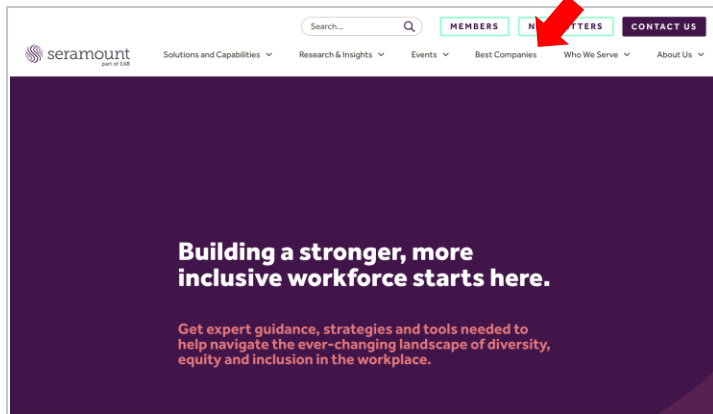 Search...
MEMBERS
CONTACT US
seramount
part of EAB
Solutions and Capabilities
Research & Insights
Events
Best Companies
Who We Serve
About Us
Building a stronger, more
inclusive workforce starts here.
Get expert guidance, strategies and tools needed to
help navigate the ever-changing landscape of diversity,
equity and inclusion in the workplace.